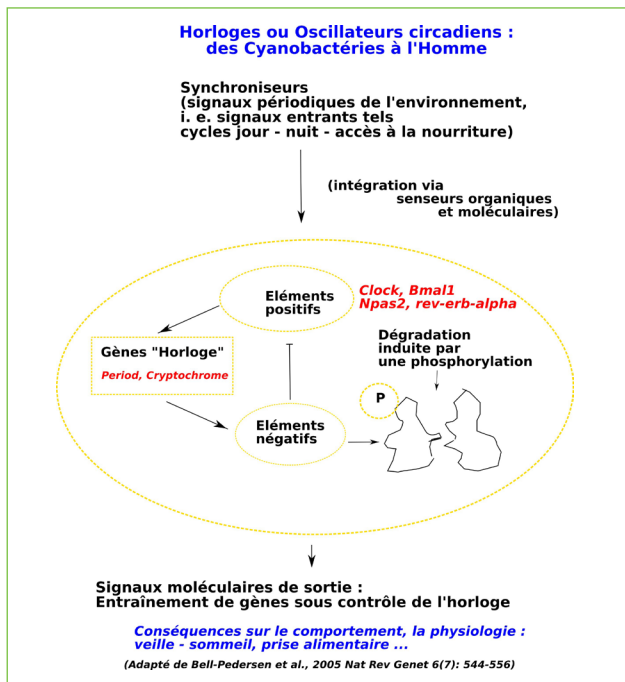 Horloges ou Oscillateurs circadiens :
des Cyanobactéries à l'Homme
Synchroniseurs
(signaux périodiques de l'environnement,
i. e. signaux entrants tels
cycles jour - nuit - accès à la nourriture)
(intégration via
senseurs organiques
et moléculaires)
Eléments
positifs
Clock, Bmal1
Npas2, rev-erb-alpha
Gènes "Horloge"
Period, Cryptochrome
Dégradation
induite par
une phosphorylation
P
Eléments
négatifs
Signaux moléculaires de sortie :
Entraînement de gènes sous contrôle de l'horloge
Conséquences sur le comportement, la physiologie :
veille - sommeil, prise alimentaire ...
(Adapté de Bell-Pedersen et al., 2005 Nat Rev Genet 6(7): 544-556)